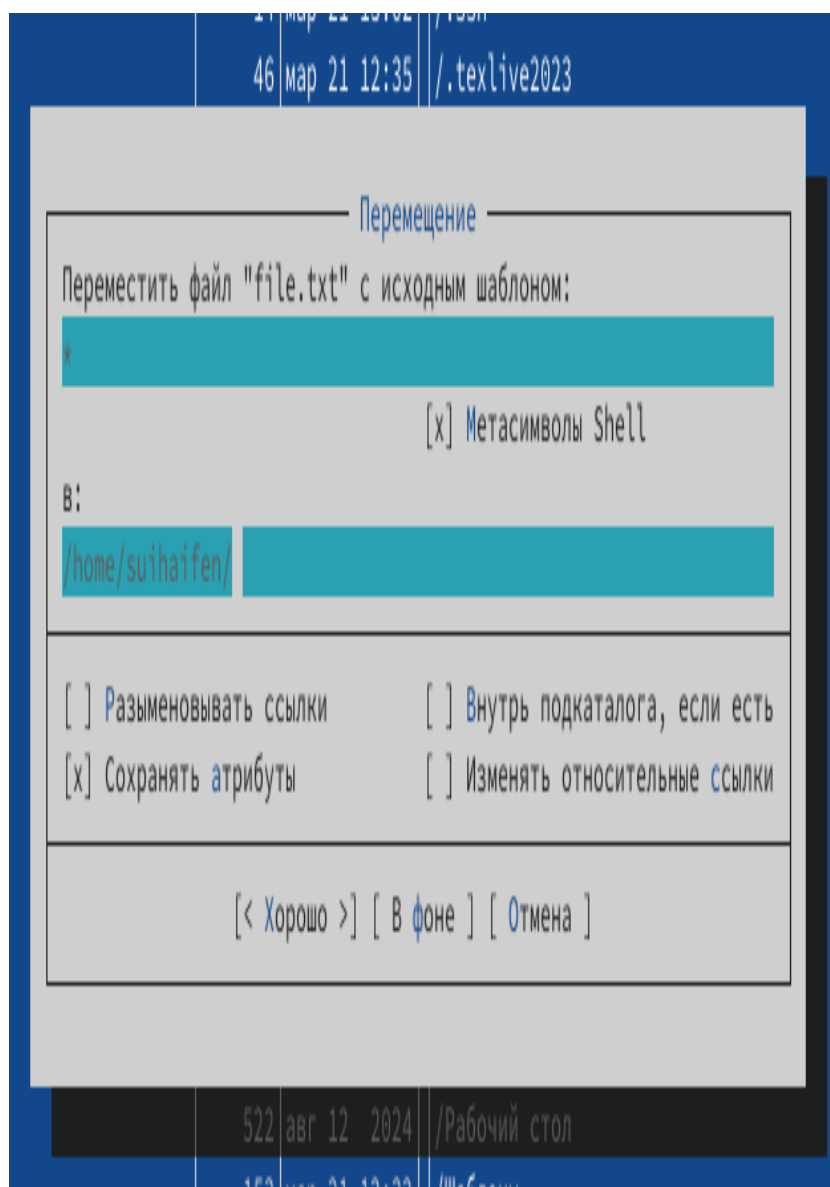 46 мар 21 12:35 /.texlive2023
Перемещение
Переместить файл "file.txt" с исходным шаблоном:
*
[x] Метасимволы Shell
в:
/home/suihaifen/
[ ] Разыменовывать ссылки [ ] Внутрь подкаталога, если есть
[x] Сохранять атрибуты [ ] Изменять относительные ссылки
[< Хорошо >] [ В фоне ] [ Отмена ]
522 авг 12 2024 /Рабочий стол